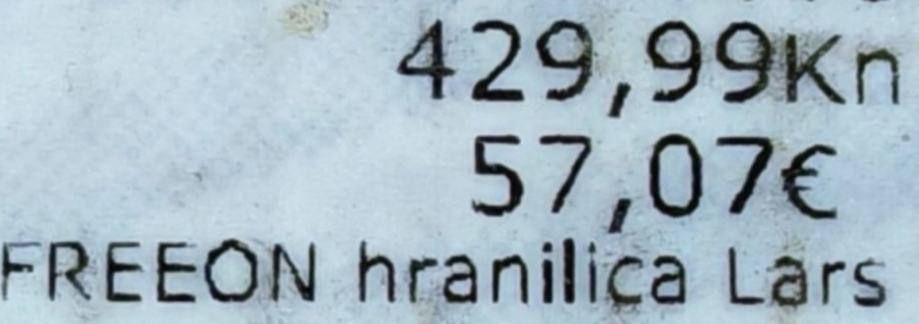 429,99Kn
57,07€
FREEON hranilica Lars